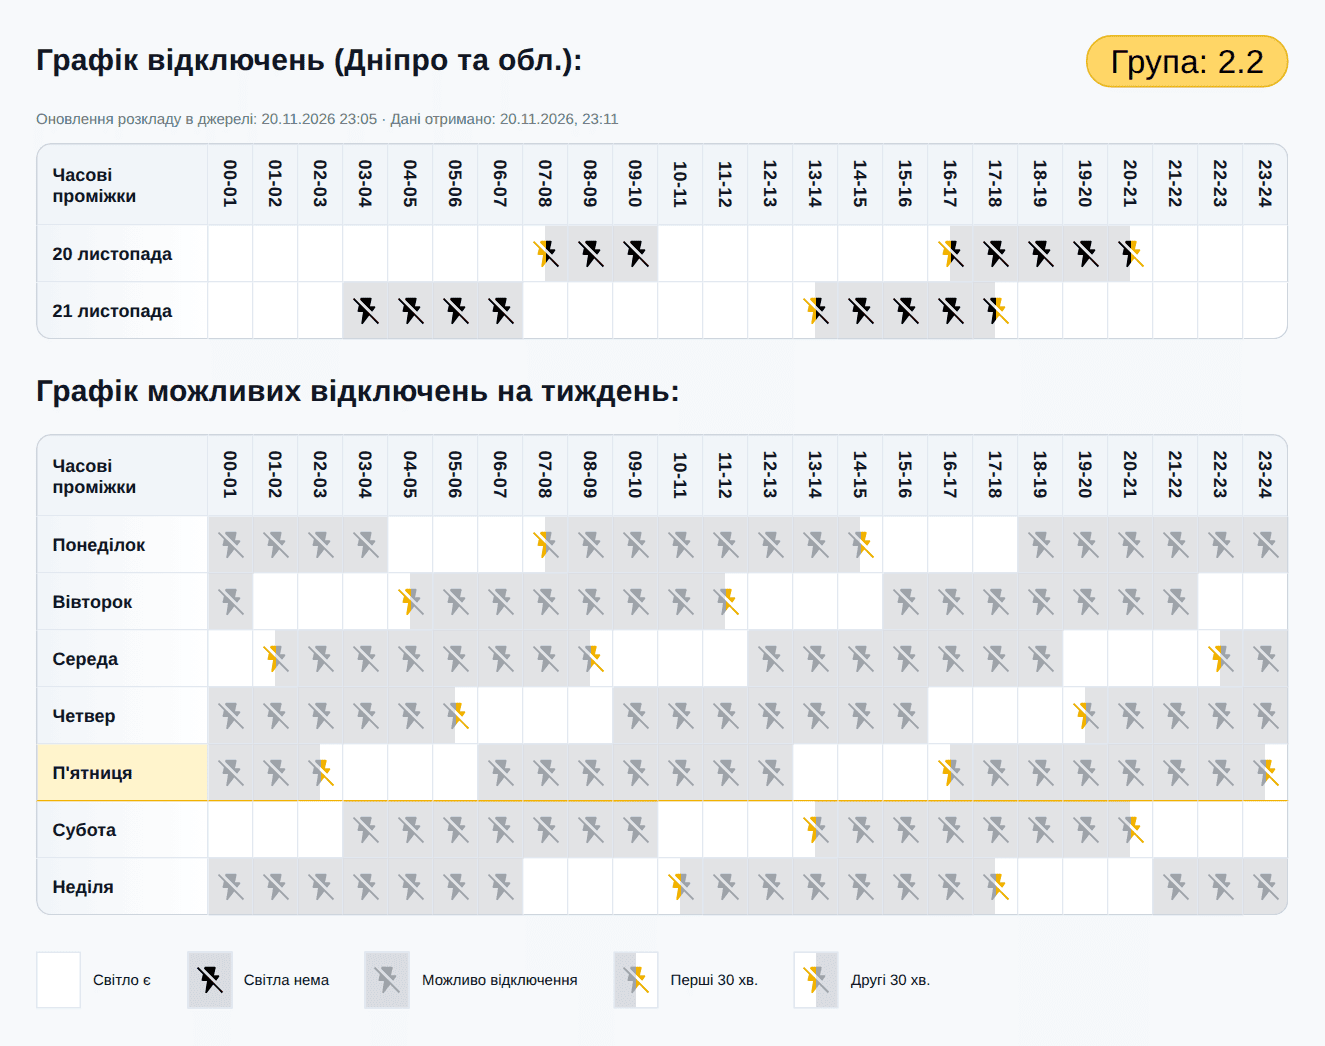 Графік відключень (Дніпро та обл.):
Група: 2.2
Оновлення розкладу в джерелі: 20.11.2026 23:05 · Дані отримано: 20.11.2026, 23:11
Часові проміжки 00-01 01-02 02-03 03-04 04-05 05-06 06-07 07-08 08-09 09-10 10-11 11-12 12-13 13-14 14-15 15-16 16-17 17-18 18-19 19-20 20-21 21-22 22-23 23-24
20 листопада
21 листопада
Графік можливих відключень на тиждень:
Часові проміжки 00-01 01-02 02-03 03-04 04-05 05-06 06-07 07-08 08-09 09-10 10-11 11-12 12-13 13-14 14-15 15-16 16-17 17-18 18-19 19-20 20-21 21-22 22-23 23-24
Понеділок
Вівторок
Середа
Четвер
П'ятниця
Субота
Неділя
Світло є Світла нема Можливо відключення Перші 30 хв. Другі 30 хв.